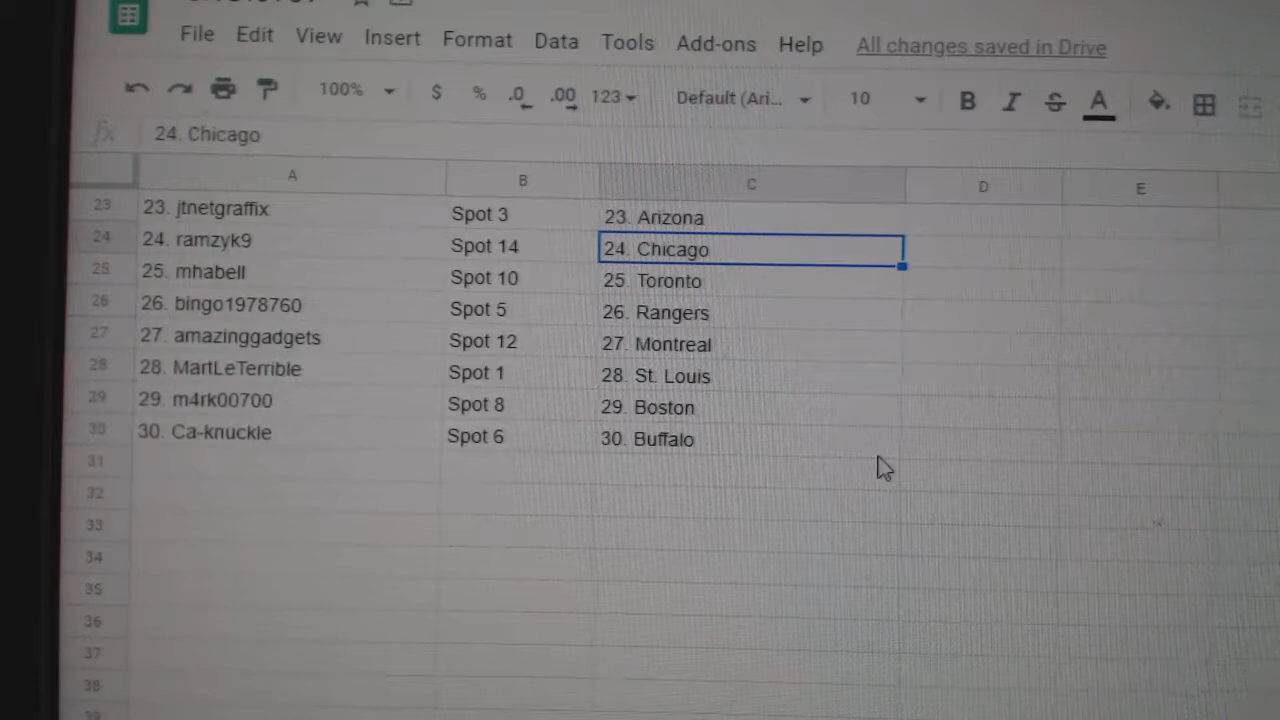 File Edit View Insert Format Data Tools Add-ons Help All changes saved in Drive
100% $ % .0 .00 123 Default (Ari... 10 B I S A
fx 24. Chicago
A B C D E
23 23. jtnetgraffix Spot 3 23. Arizona
24 24. ramzyk9 Spot 14 24. Chicago
25 25. mhabell Spot 10 25. Toronto
26 26. bingo1978760 Spot 5 26. Rangers
27 27. amazinggadgets Spot 12 27. Montreal
28 28. MartLeTerrible Spot 1 28. St. Louis
29 29. m4rk00700 Spot 8 29. Boston
30 30. Ca-knuckle Spot 6 30. Buffalo
31
32
33
34
35
36
37
38
39